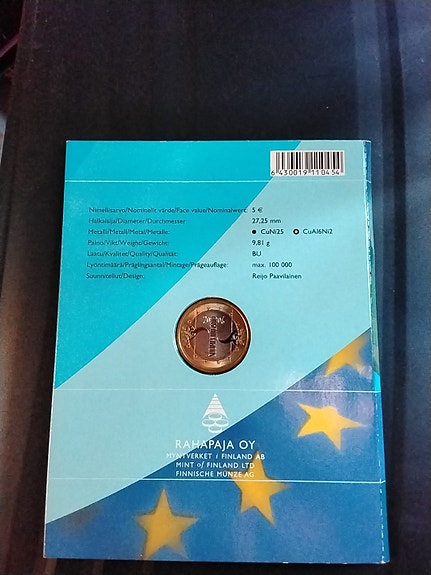 6 430019 110454
Nimellisarvo/Nominellt värde/Face value/Nominalwert: 5 €
Halkaisija/Diameter/Durchmesser: 27,25 mm
Metalli/Metall/Metal/Metalle: CuNi25 CuAl6Ni2
Paino/Vikt/Weight/Gewicht: 9,81 g
Laatu/Kvalitet/Quality/Qualität: BU
Lyöntimäärä/Präglingsantal/Mintage/Prägeauflage: max. 100 000
Suunnitellut/Design: Reijo Paavilainen
RAHAPAJA OY
MYNTVERKET i FINLAND AB
MINT of FINLAND LTD
FINNISCHE MÜNZE AG